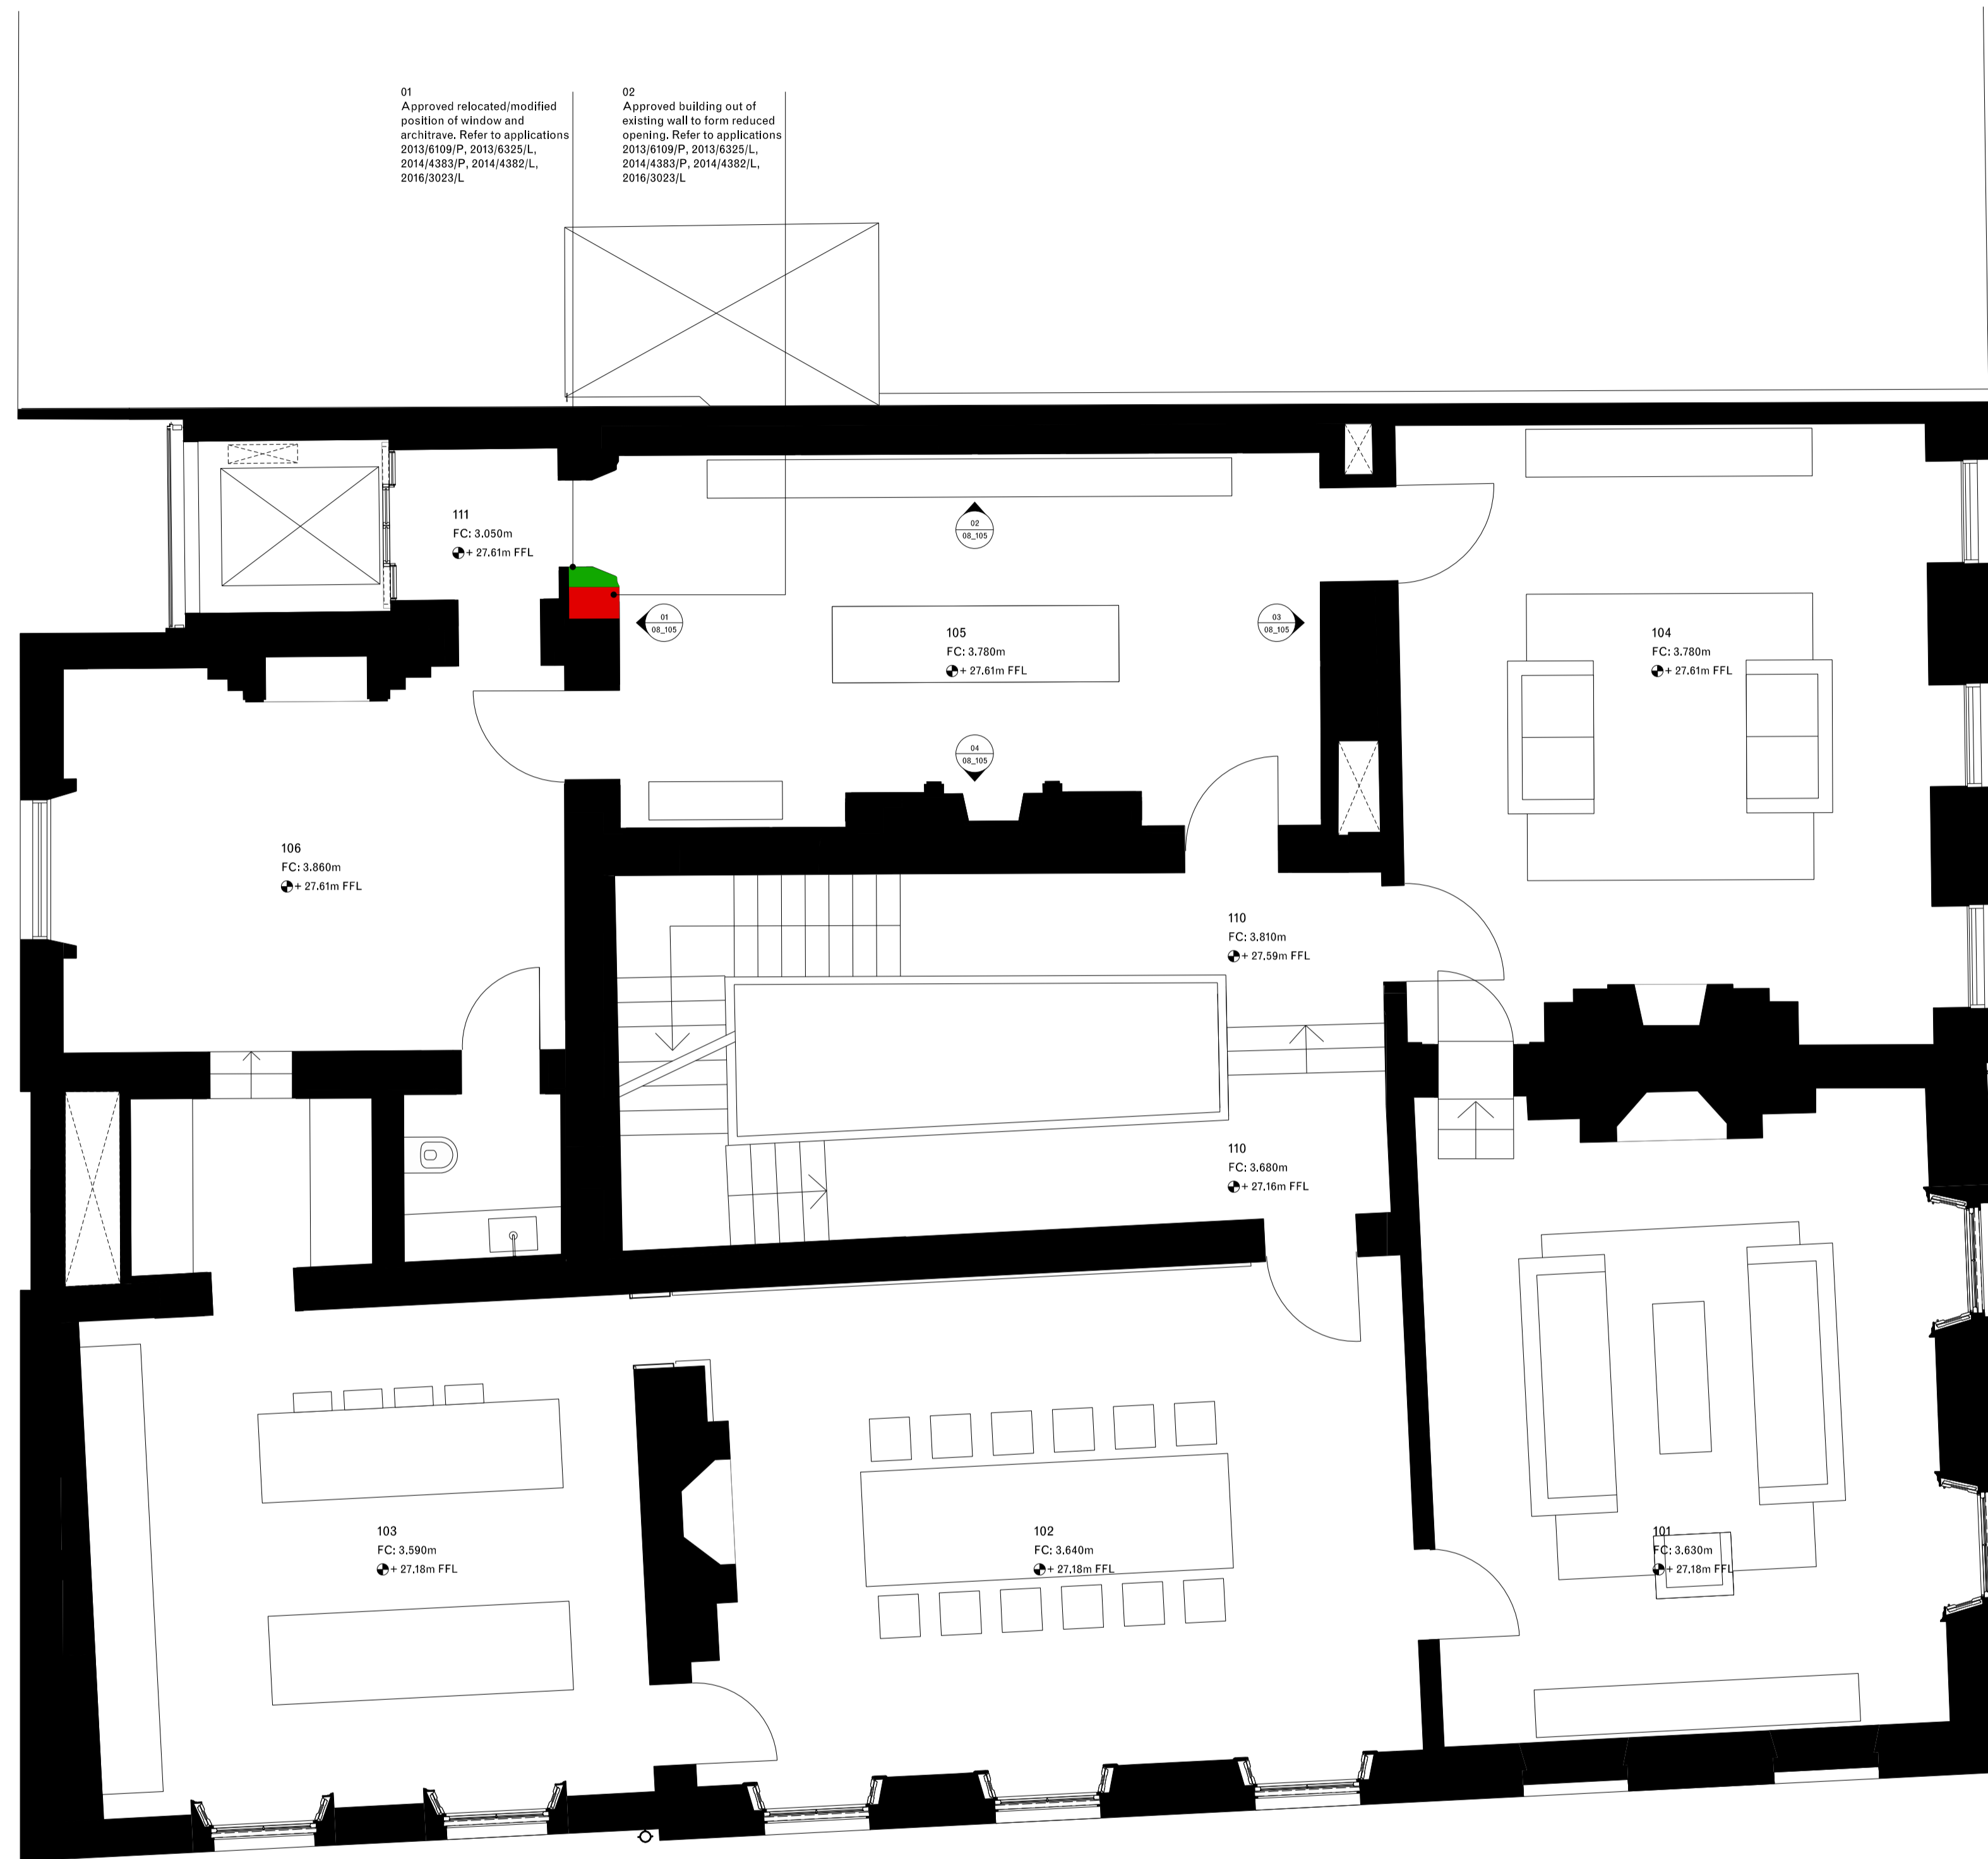 01
Approved relocated/modified
position of window and
architrave. Refer to applications
2013/6109/P, 2013/6325/L,
2014/4383/P, 2014/4382/L,
2016/3023/L
02
Approved building out of
existing wall to form reduced
opening. Refer to applications
2013/6109/P, 2013/6325/L,
2014/4383/P, 2014/4382/L,
2016/3023/L
111
FC: 3.050m
+ 27.61m FFL
02
08_105
01
08_105
03
08_105
105
FC: 3.780m
+ 27.61m FFL
104
FC: 3.780m
+ 27.61m FFL
04
08_105
106
FC: 3.860m
+ 27.61m FFL
110
FC: 3.810m
+ 27.59m FFL
110
FC: 3.680m
+ 27.16m FFL
103
FC: 3.590m
+ 27.18m FFL
102
FC: 3.640m
+ 27.18m FFL
101
FC: 3.630m
+ 27.18m FFL